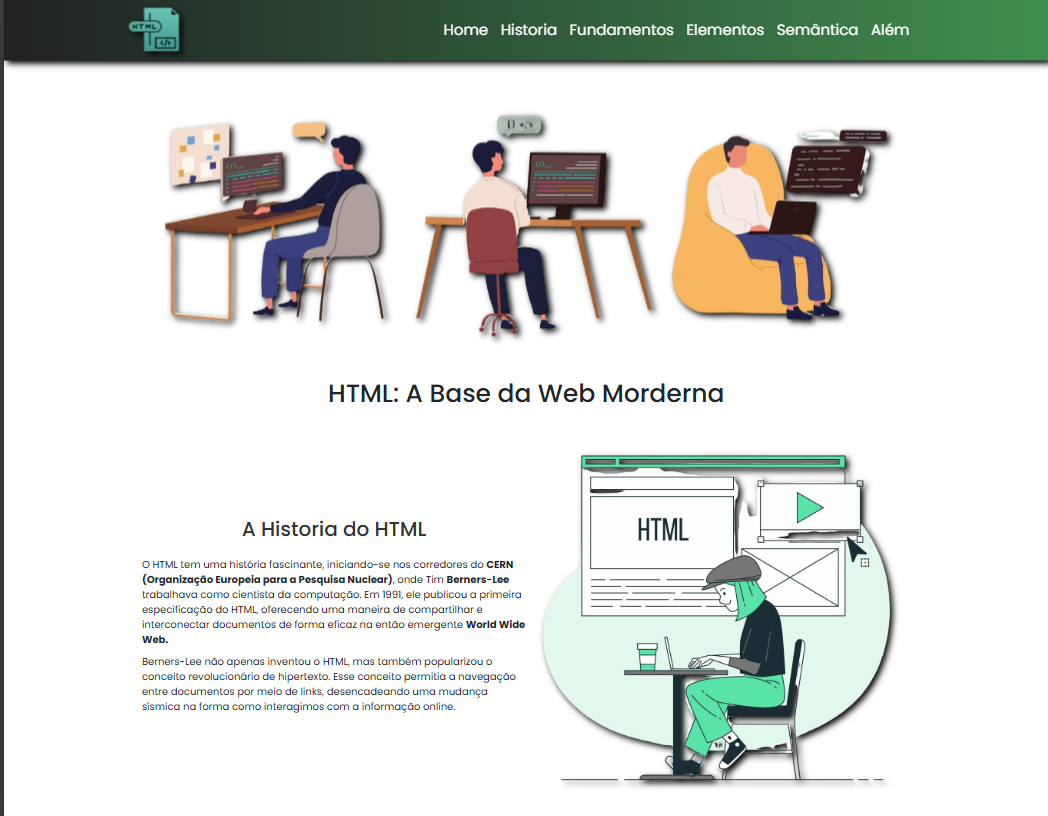 HTML
</>
Home Historia Fundamentos Elementos Semântica Além
HTML: A Base da Web Morderna
HTML
A Historia do HTML
O HTML tem uma história fascinante, iniciando-se nos corredores do CERN
(Organização Europeia para a Pesquisa Nuclear), onde Tim Berners-Lee
trabalhava como cientista da computação. Em 1991, ele publicou a primeira
especificação do HTML, oferecendo uma maneira de compartilhar e
interconectar documentos de forma eficaz na então emergente World Wide
Web.
Berners-Lee não apenas inventou o HTML, mas também popularizou o
conceito revolucionário de hipertexto. Esse conceito permitia a navegação
entre documentos por meio de links, desencadeando uma mudança
sísmica na forma como interagimos com a informação online.